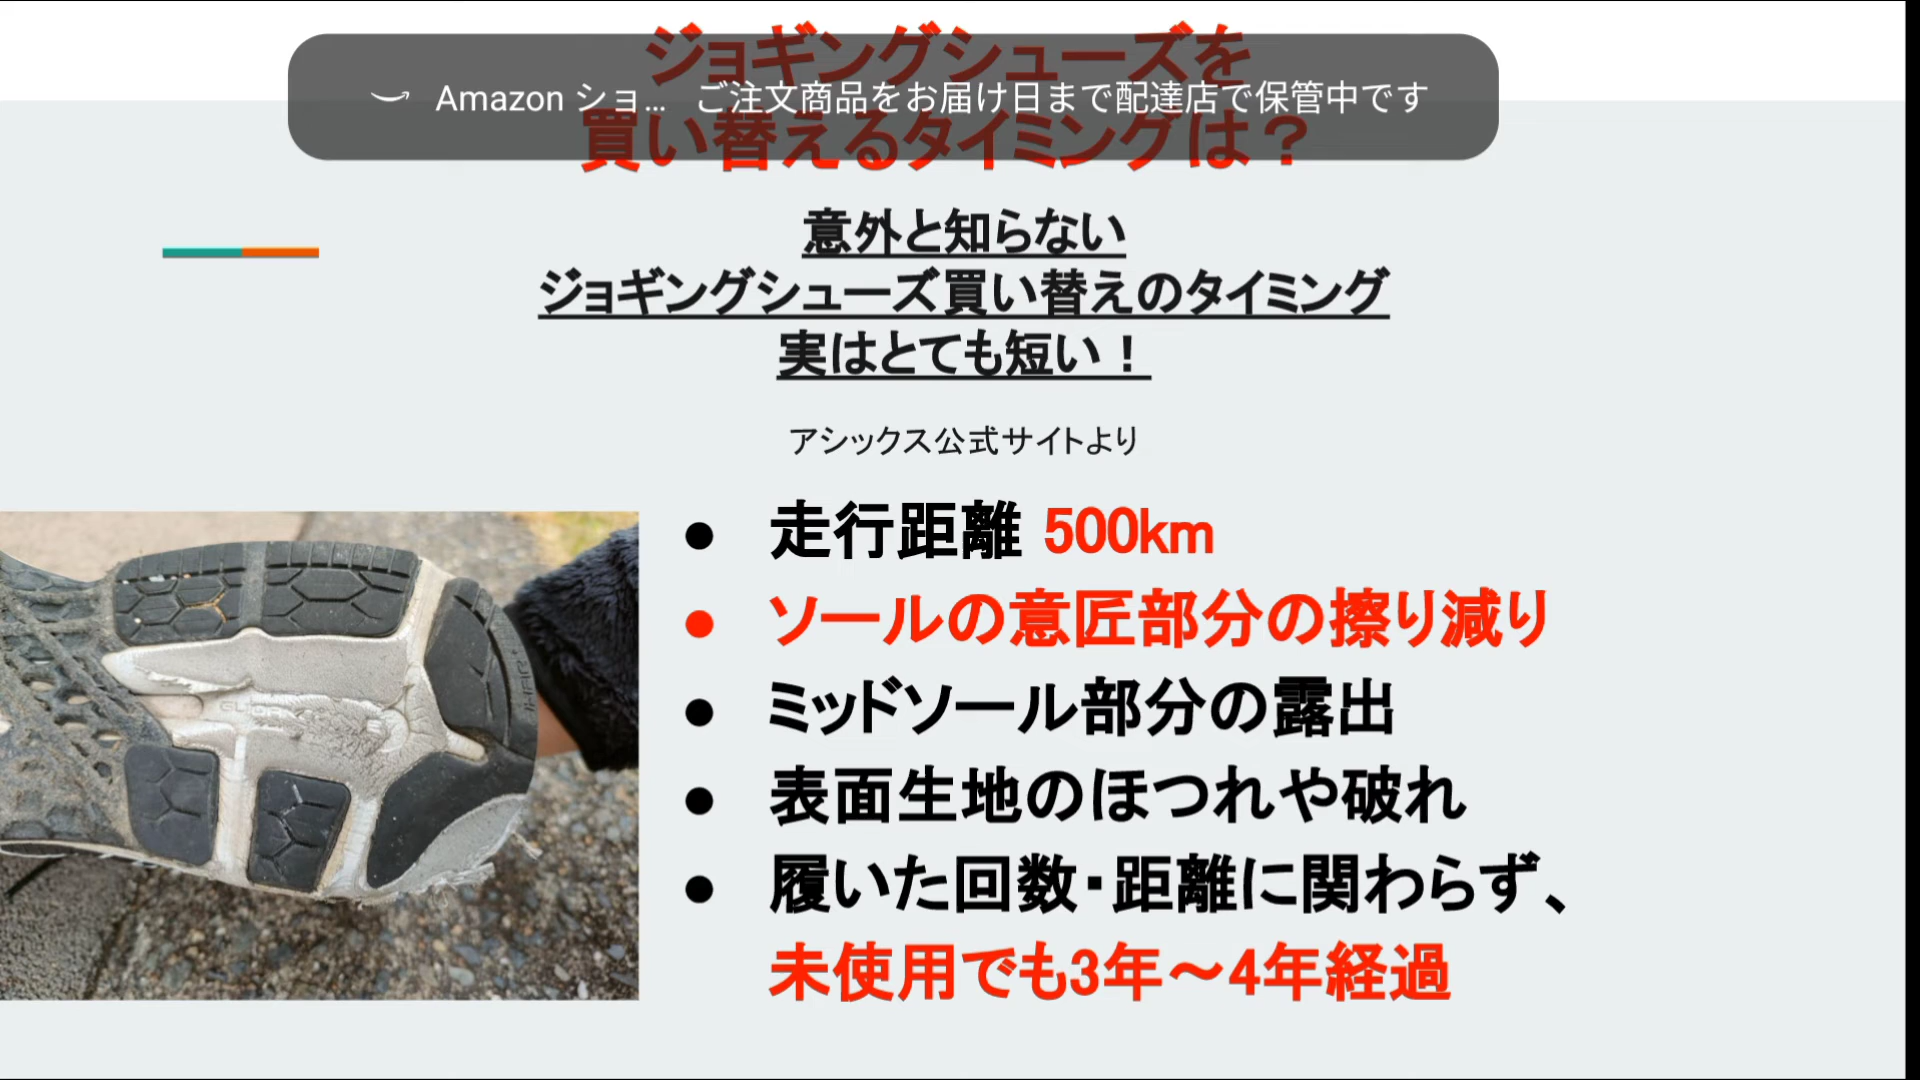 ジョギングシューズを
Amazon ショ… ご注文商品をお届け日まで配達店で保管中です
買い替えるタイミングは？
意外と知らない
ジョギングシューズ買い替えのタイミング
実はとても短い！
アシックス公式サイトより
● 走行距離 500km
● ソールの意匠部分の擦り減り
● ミッドソール部分の露出
● 表面生地のほつれや破れ
● 履いた回数・距離に関わらず、
未使用でも3年～4年経過